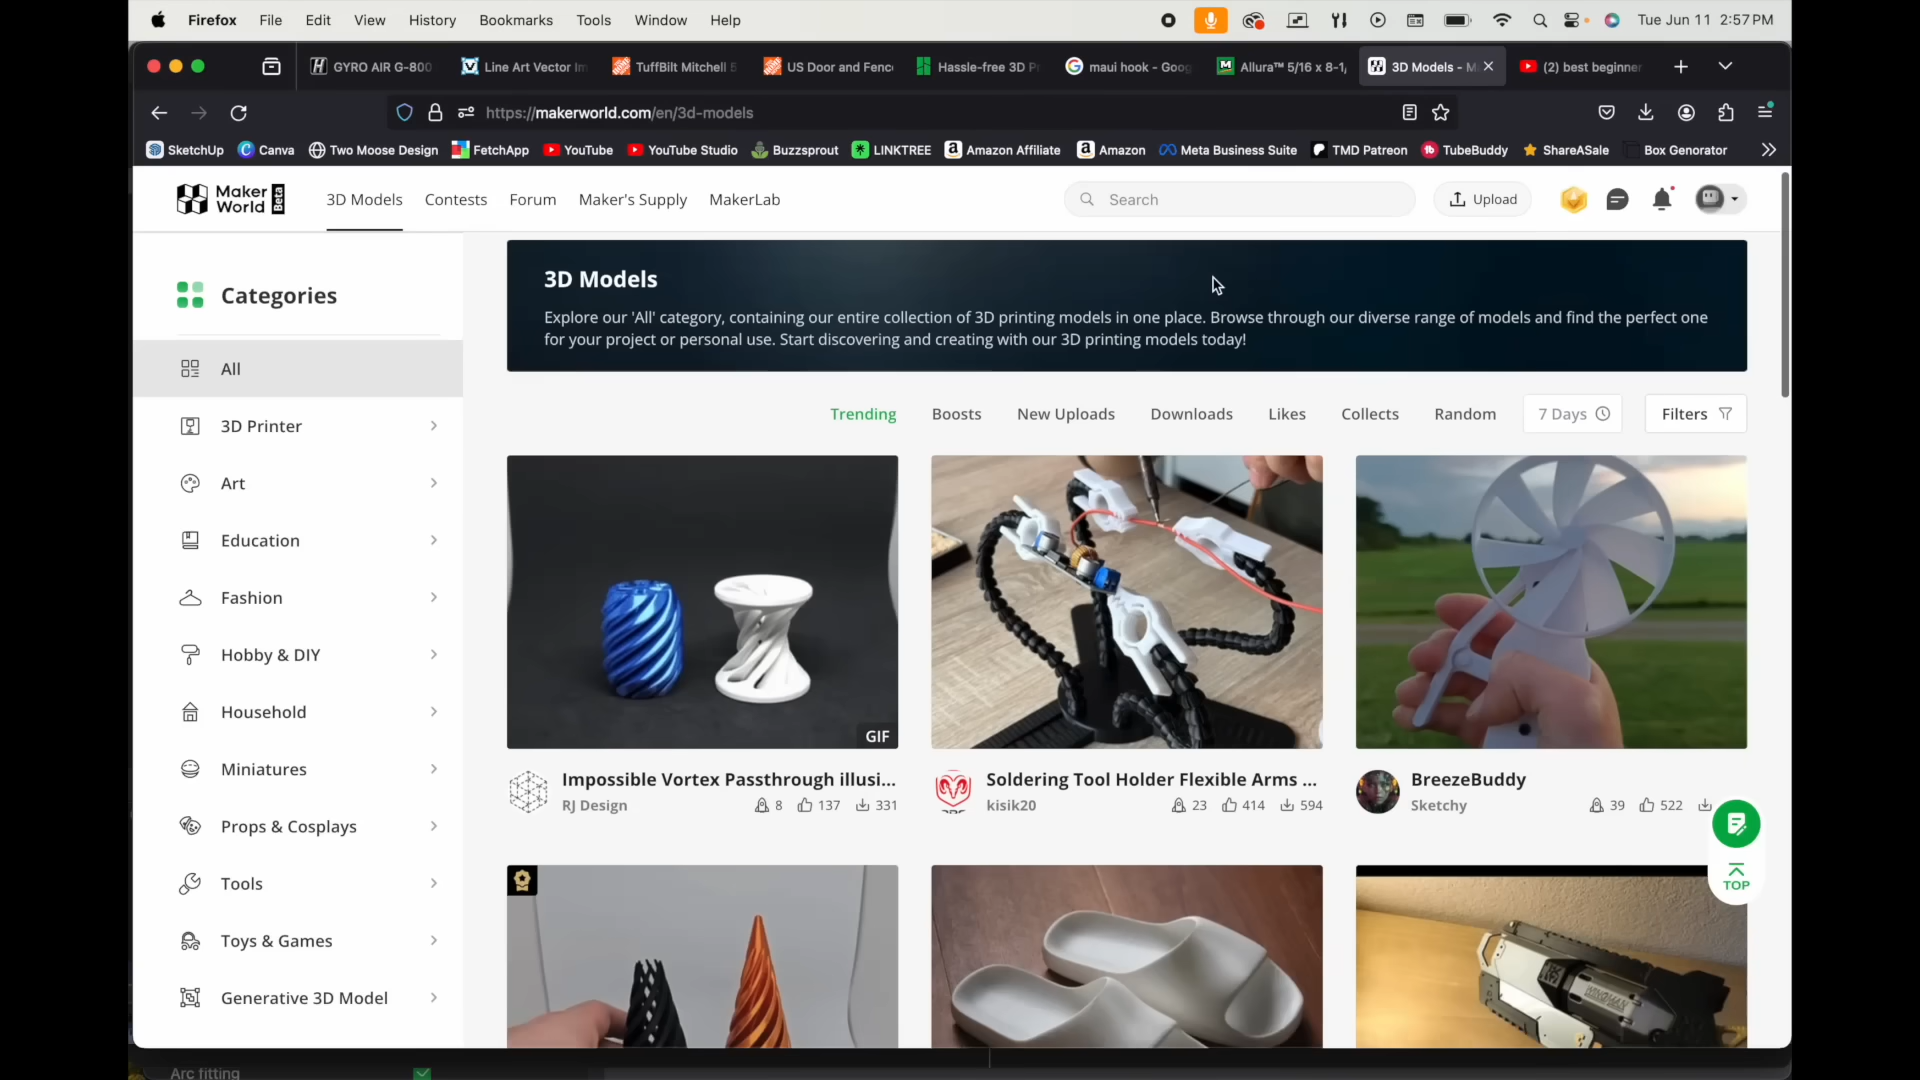 Firefox File Edit View History Bookmarks Tools Window Help
Tue Jun 11 2:57PM
GYRO AIR G-800
Line Art Vector Im
TuffBilt Mitchell 5
US Door and Fenc
Hassle-free 3D P
maui hook - Goog
Allura™ 5/16 x 8-1/
3D Models - M
(2) best beginner
https://makerworld.com/en/3d-models
SketchUp
Canva
Two Moose Design
FetchApp
YouTube
YouTube Studio
Buzzsprout
LINKTREE
Amazon Affiliate
Amazon
Meta Business Suite
TMD Patreon
TubeBuddy
ShareASale
Box Genorator
Maker
World
Beta
3D Models
Contests
Forum
Maker's Supply
MakerLab
Search
Upload
Categories
All
3D Printer
Art
Education
Fashion
Hobby & DIY
Household
Miniatures
Props & Cosplays
Tools
Toys & Games
Generative 3D Model
3D Models
Explore our 'All' category, containing our entire collection of 3D printing models in one place. Browse through our diverse range of models and find the perfect one
for your project or personal use. Start discovering and creating with our 3D printing models today!
Trending
Boosts
New Uploads
Downloads
Likes
Collects
Random
7 Days
Filters
GIF
Impossible Vortex Passthrough illusi...
RJ Design 8 137 331
Soldering Tool Holder Flexible Arms ...
kisik20 23 414 594
BreezeBuddy
Sketchy 39 522
TOP
WINGMAN
Arc fitting